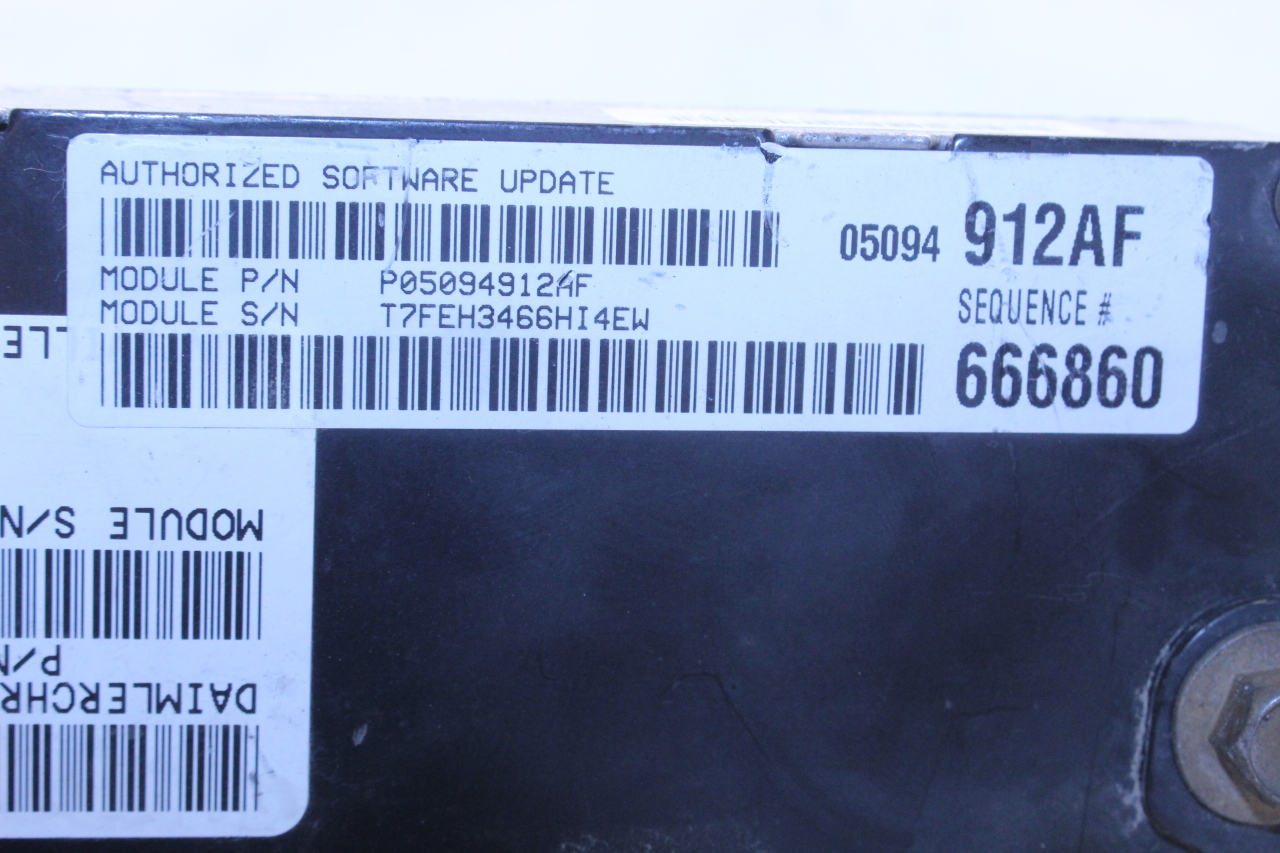 AUTHORIZED SOFTWARE UPDATE
05094 912AF
MODULE P/N P05094912AF
MODULE S/N T7FEH3466HI4EW
SEQUENCE #
666860
MODULE S/N
P/N
DAIMLERCHR